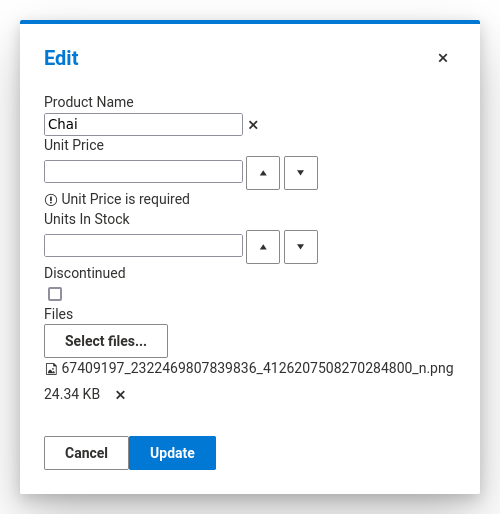 Edit
Product Name
Chai
Unit Price
Unit Price is required
Units In Stock
Discontinued
Files
Select files...
67409197_2322469807839836_4126207508270284800_n.png
24.34 KB
Cancel Update